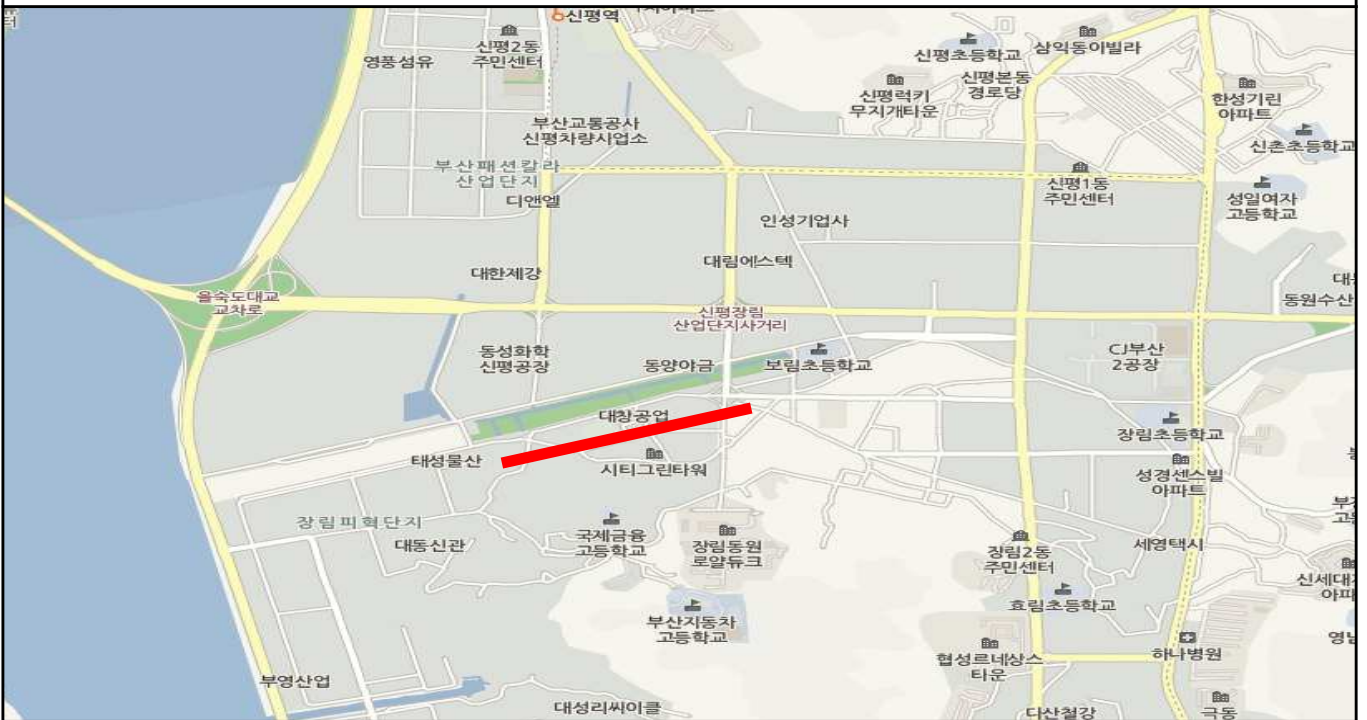 신평역
신평2동
주민센터
영풍섬유
신평초등학교
삼익동이빌라
신평럭키
무지개타운
신평본동
경로당
한성기린
아파트
신촌초등학교
부산교통공사
신평차량사업소
부산패션칼라
산업단지
디앤엘
신평1동
주민센터
성일여자
고등학교
인성기업사
대한제강
대림에스텍
을숙도대교
교차로
신평장림
산업단지사거리
동원수산
동성화학
신평공장
동양야금
보림초등학교
CJ부산
2공장
대창공업
장림초등학교
태성물산
시티그린타워
성경센스빌
아파트
장림피혁단지
대동신관
국제금융
고등학교
장림동원
로얄듀크
장림2동
주민센터
세영택시
신세대
효림초등학교
부산자동차
고등학교
협성르네상스
타운
하나병원
부영산업
대성리싸이클
다산철강
극동